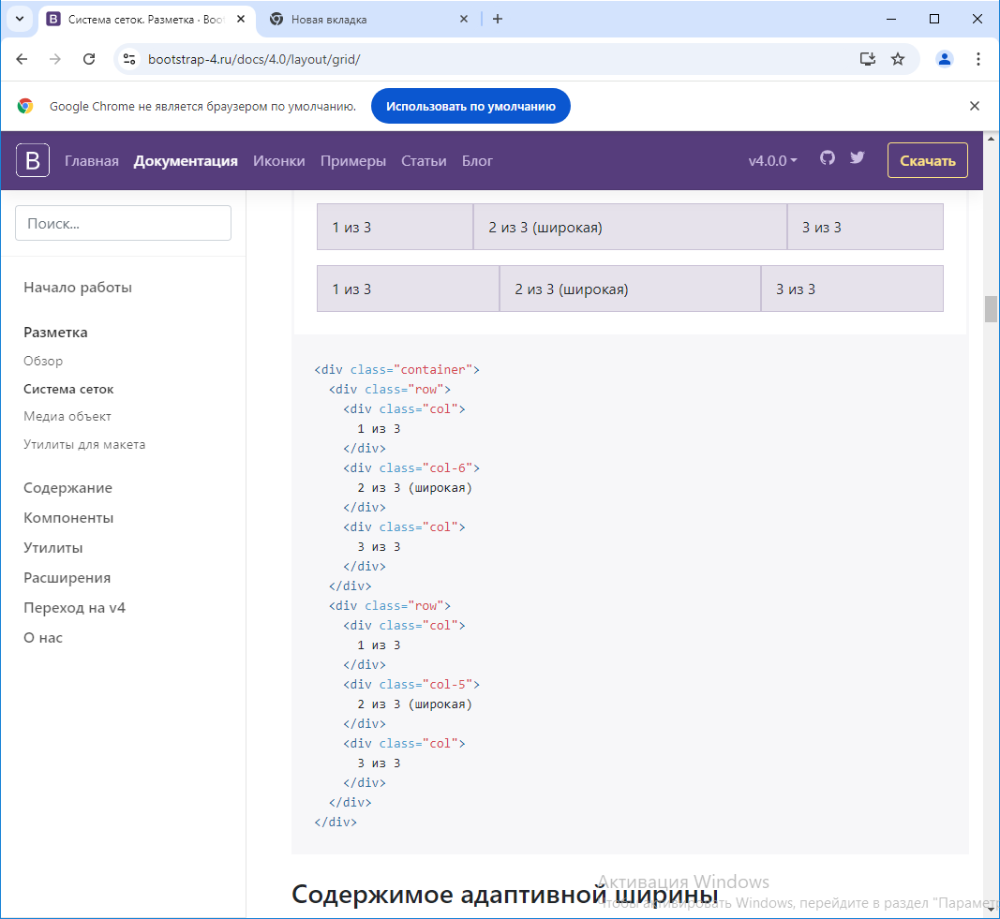 Система сеток. Разметка · Boot
Новая вкладка
bootstrap-4.ru/docs/4.0/layout/grid/
Google Chrome не является браузером по умолчанию.
Использовать по умолчанию
B
Главная
Документация
Иконки
Примеры
Статьи
Блог
v4.0.0
Скачать
Поиск...
Начало работы
Разметка
Обзор
Система сеток
Медиа объект
Утилиты для макета
Содержание
Компоненты
Утилиты
Расширения
Переход на v4
О нас
1 из 3
2 из 3 (широкая)
3 из 3
1 из 3
2 из 3 (широкая)
3 из 3
<div class="container">
<div class="row">
<div class="col">
1 из 3
</div>
<div class="col-6">
2 из 3 (широкая)
</div>
<div class="col">
3 из 3
</div>
</div>
<div class="row">
<div class="col">
1 из 3
</div>
<div class="col-5">
2 из 3 (широкая)
</div>
<div class="col">
3 из 3
</div>
</div>
</div>
Содержимое адаптивной ширины
Активация Windows
Чтобы активировать Windows, перейдите в раздел "Парамет